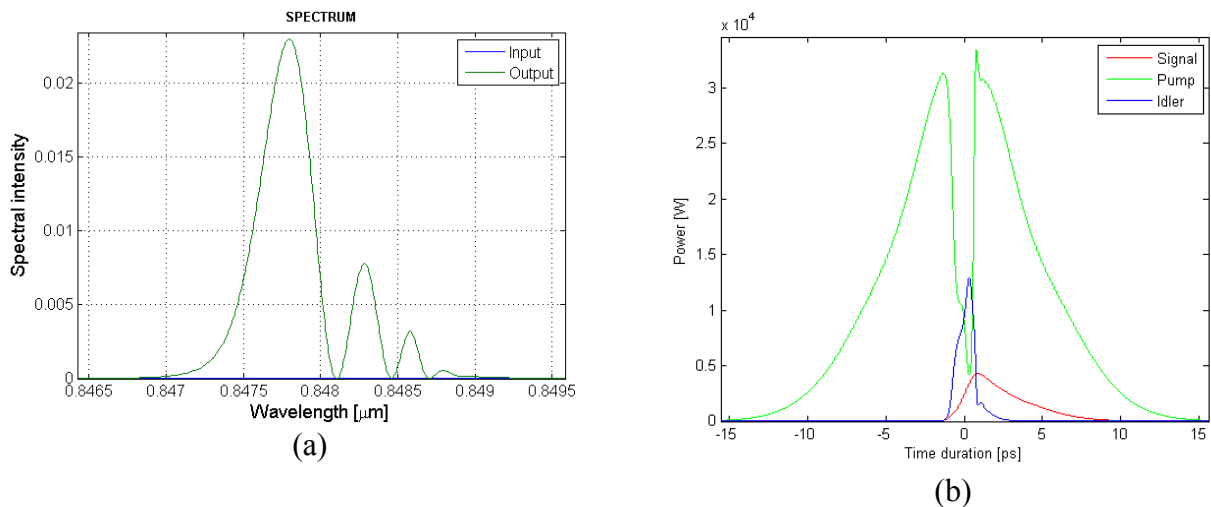 SPECTRUM
Input
Output
Spectral intensity
0.02
0.015
0.01
0.005
0
0.8465 0.847 0.8475 0.848 0.8485 0.849 0.8495
Wavelength [μm]
(a)
x 10⁴
Signal
Pump
Idler
Power [W]
3
2.5
2
1.5
1
0.5
0
-15 -10 -5 0 5 10 15
Time duration [ps]
(b)